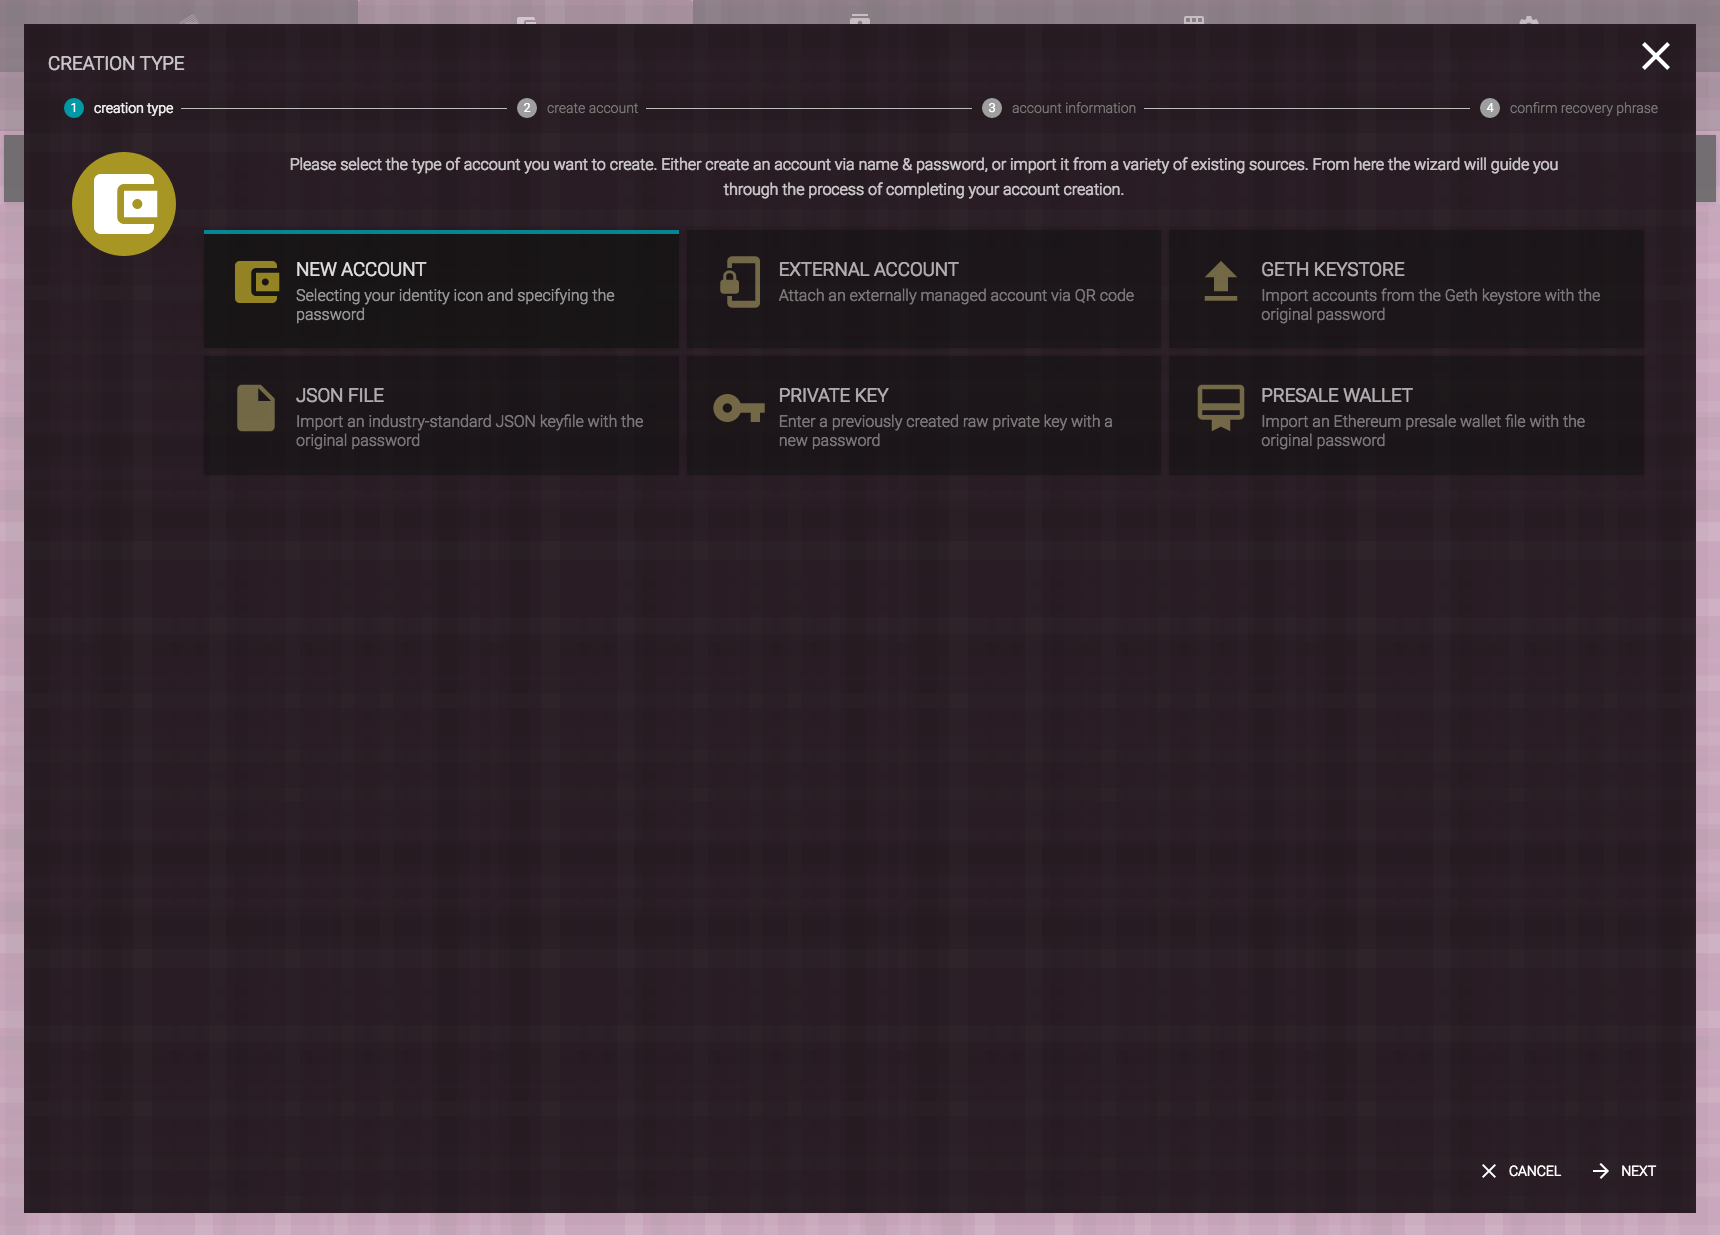 CREATION TYPE
1 creation type 2 create account 3 account information 4 confirm recovery phrase
Please select the type of account you want to create. Either create an account via name & password, or import it from a variety of existing sources. From here the wizard will guide you
through the process of completing your account creation.
NEW ACCOUNT
Selecting your identity icon and specifying the
password
EXTERNAL ACCOUNT
Attach an externally managed account via QR code
GETH KEYSTORE
Import accounts from the Geth keystore with the
original password
JSON FILE
Import an industry-standard JSON keyfile with the
original password
PRIVATE KEY
Enter a previously created raw private key with a
new password
PRESALE WALLET
Import an Ethereum presale wallet file with the
original password
CANCEL NEXT